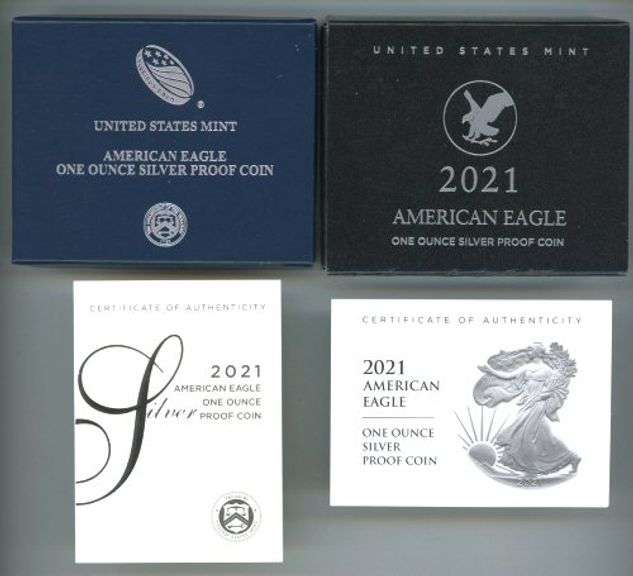 UNITED STATES MINT
AMERICAN EAGLE
ONE OUNCE SILVER PROOF COIN
UNITED STATES MINT
2021
AMERICAN EAGLE
ONE OUNCE SILVER PROOF COIN
CERTIFICATE OF AUTHENTICITY
2021
AMERICAN EAGLE
ONE OUNCE
Silver PROOF COIN
CERTIFICATE OF AUTHENTICITY
2021
AMERICAN
EAGLE
ONE OUNCE
SILVER
PROOF COIN
2021